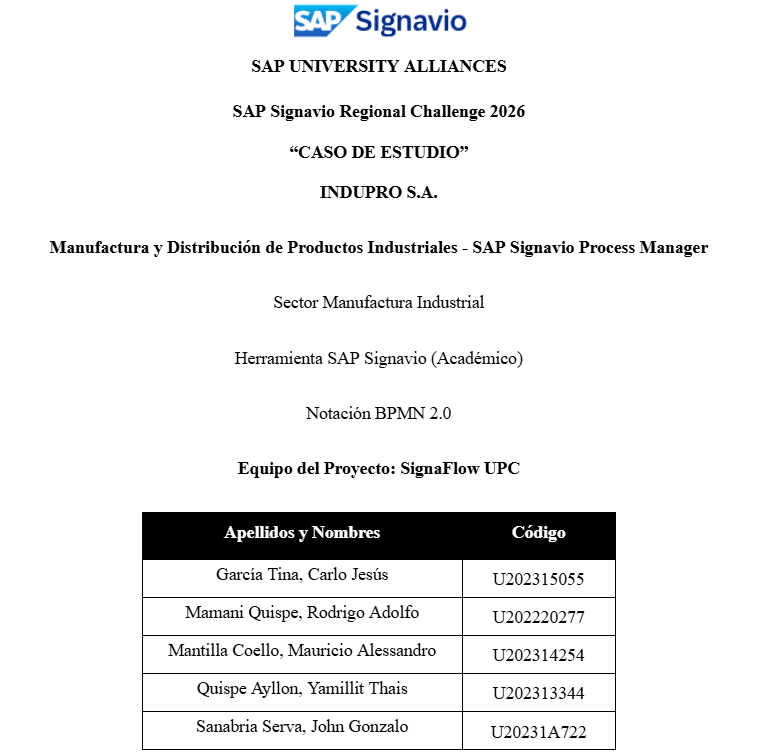 SAP Signavio
SAP UNIVERSITY ALLIANCES
SAP Signavio Regional Challenge 2026
“CASO DE ESTUDIO”
INDUPRO S.A.
Manufactura y Distribución de Productos Industriales - SAP Signavio Process Manager
Sector Manufactura Industrial
Herramienta SAP Signavio (Académico)
Notación BPMN 2.0
Equipo del Proyecto: SignaFlow UPC
Apellidos y Nombres Código
García Tina, Carlo Jesús U202315055
Mamani Quispe, Rodrigo Adolfo U202220277
Mantilla Coello, Mauricio Alessandro U202314254
Quispe Ayllon, Yamillit Thais U202313344
Sanabria Serva, John Gonzalo U20231A722